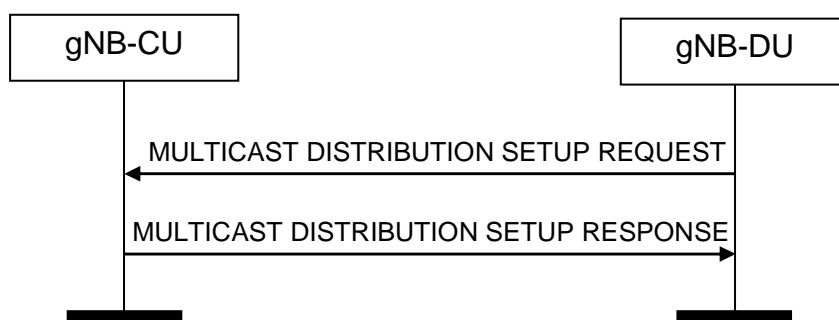 gNB-CU
gNB-DU
MULTICAST DISTRIBUTION SETUP REQUEST
MULTICAST DISTRIBUTION SETUP RESPONSE